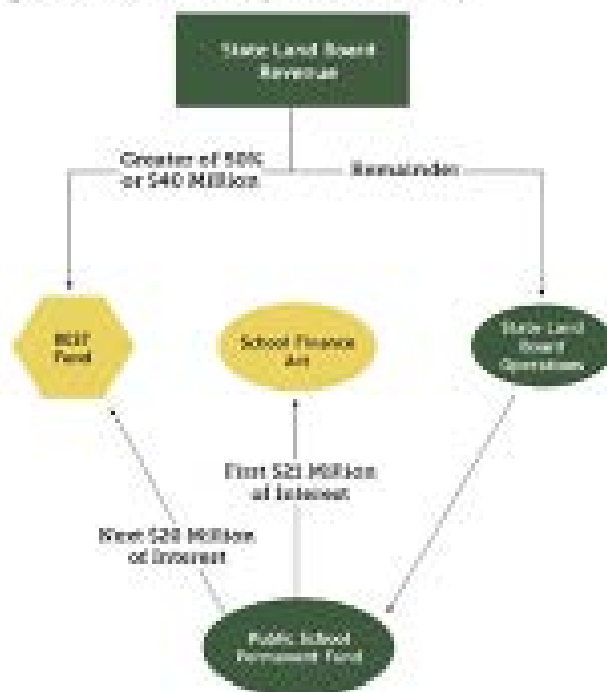 State Land Board
Revenue
Greater of 50%
or $40 Million
Remainder
BEST
Fund
School Finance
Act
State Land
Board
Operations
First $21 Million
of Interest
Next $20 Million
of Interest
Public School
Permanent Fund